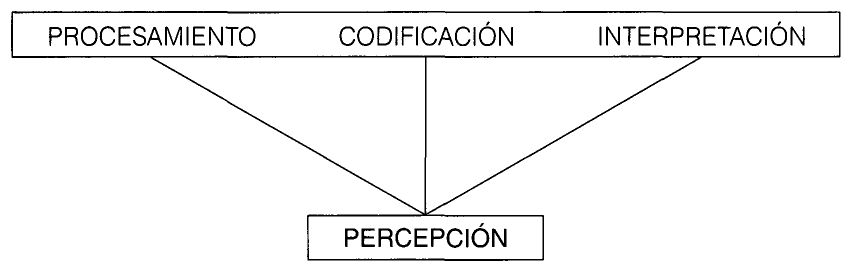 PROCESAMIENTO CODIFICACIÓN INTERPRETACIÓN
PERCEPCIÓN